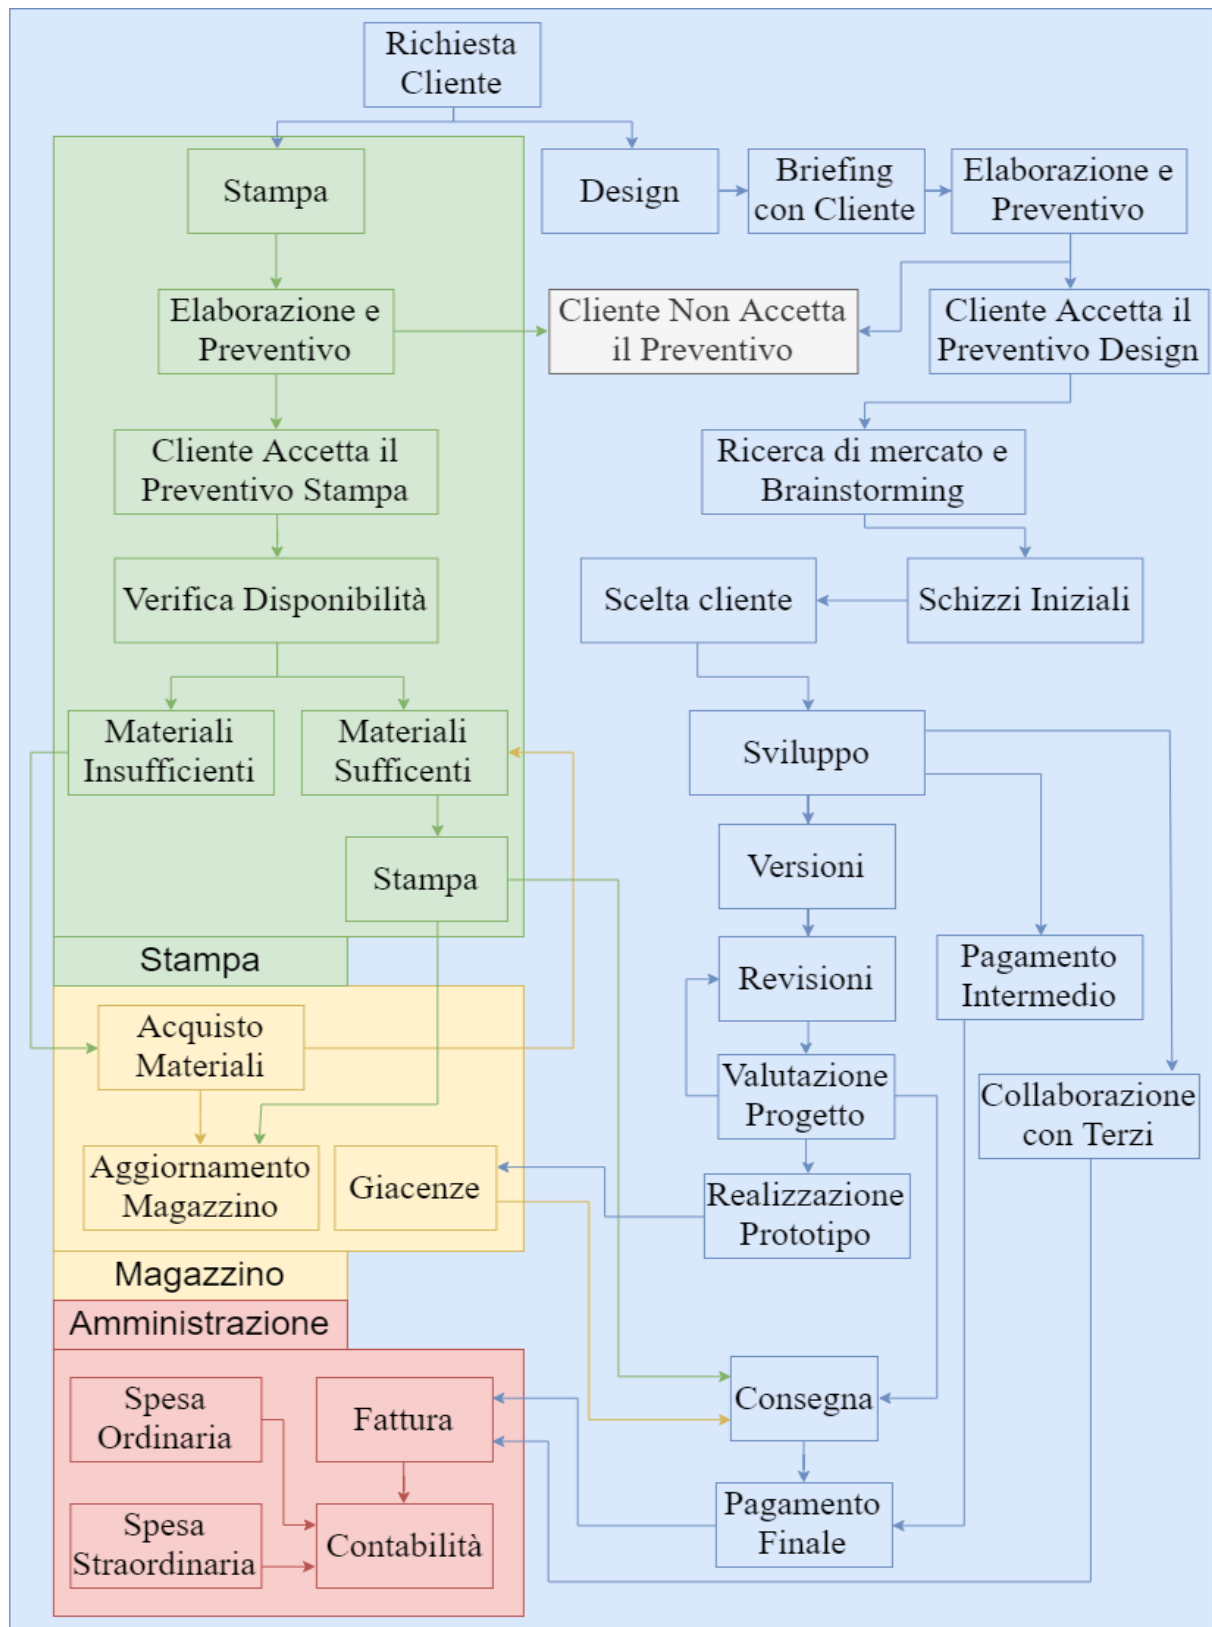 Richiesta
Cliente
Stampa
Design
Briefing
con Cliente
Elaborazione e
Preventivo
Elaborazione e
Preventivo
Cliente Non Accetta
il Preventivo
Cliente Accetta il
Preventivo Design
Cliente Accetta il
Preventivo Stampa
Ricerca di mercato e
Brainstorming
Verifica Disponibilità
Scelta cliente
Schizzi Iniziali
Materiali
Insufficienti
Materiali
Sufficenti
Sviluppo
Stampa
Versioni
Stampa
Revisioni
Pagamento
Intermedio
Acquisto
Materiali
Valutazione
Progetto
Collaborazione
con Terzi
Aggiornamento
Magazzino
Giacenze
Realizzazione
Prototipo
Magazzino
Amministrazione
Spesa
Ordinaria
Fattura
Consegna
Spesa
Straordinaria
Contabilità
Pagamento
Finale